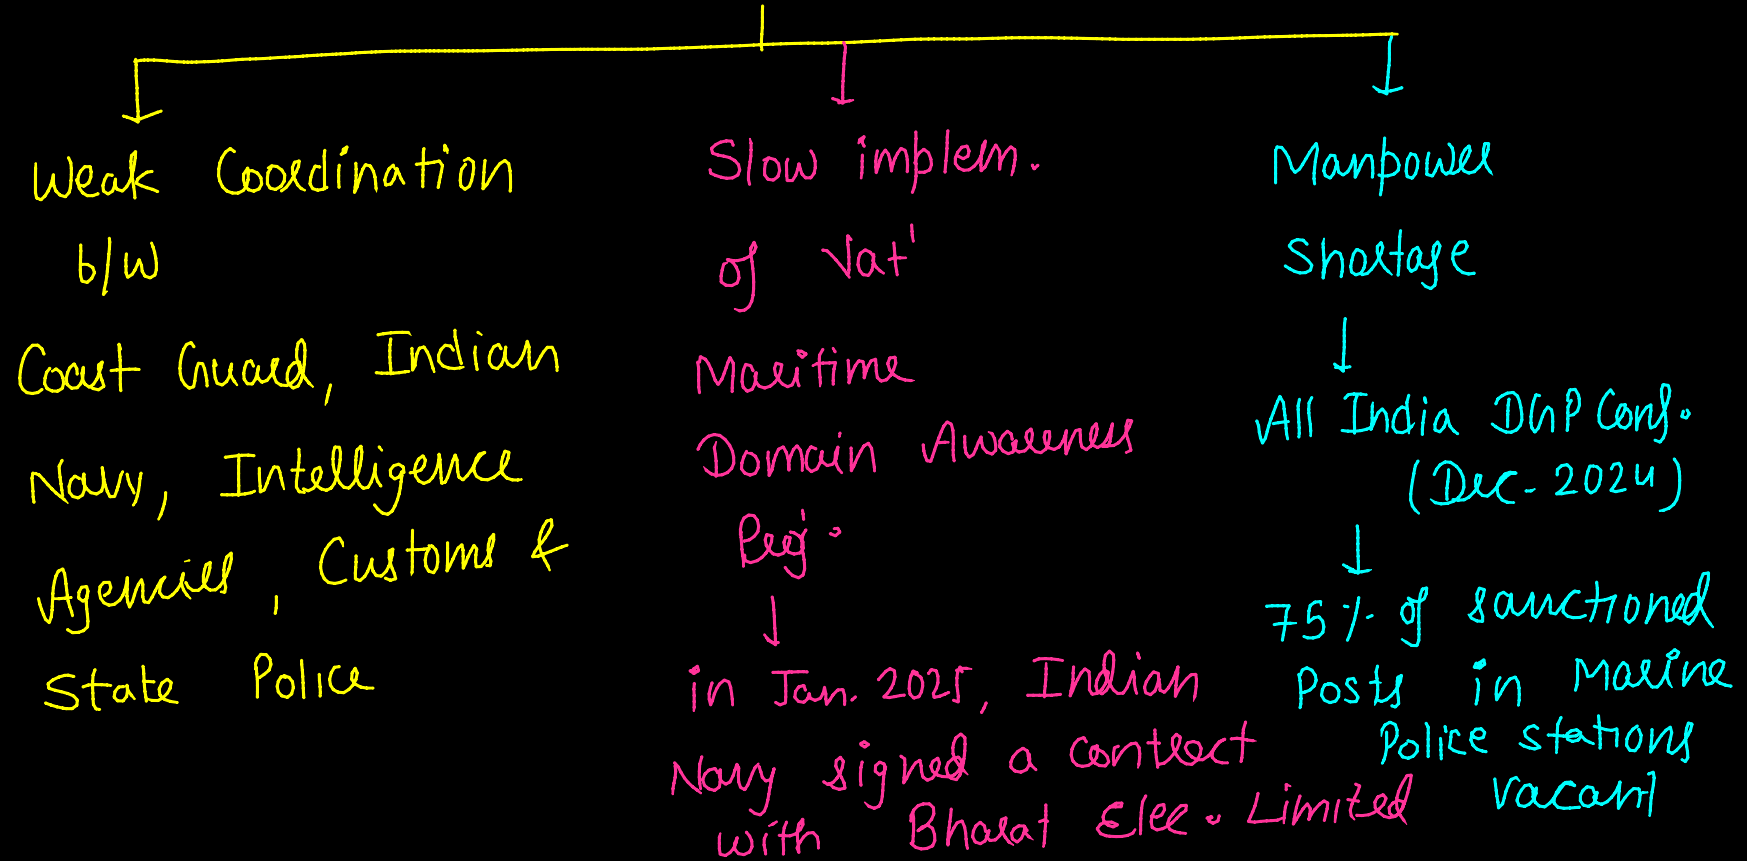 Weak Coordination
b/w
Coast Guard, Indian
Navy, Intelligence
Agencies, Customs &
State Police
Slow implem.
of Nat'
Maritime
Domain Awareness
Proj.
in Jan. 2025, Indian
Navy signed a contract
with Bharat Elec. Limited
Manpower
Shortage
All India DGP Conf.
(Dec. 2024)
75% of sanctioned
Posts in Marine
Police stations
vacant